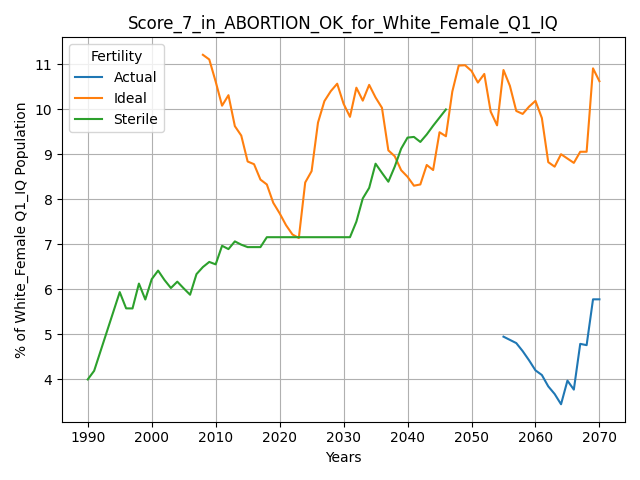 Score_7_in_ABORTION_OK_for_White_Female_Q1_IQ
Fertility
Actual
Ideal
Sterile
% of White_Female Q1_IQ Population
11
10
9
8
7
6
5
4
1990 2000 2010 2020 2030 2040 2050 2060 2070
Years